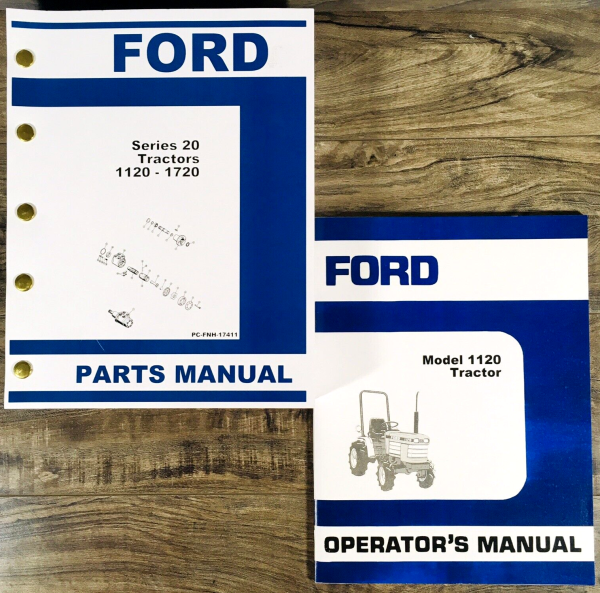 FORD
Series 20
Tractors
1120 - 1720
PC-FNH-17411
PARTS MANUAL
FORD
Model 1120
Tractor
OPERATOR'S MANUAL